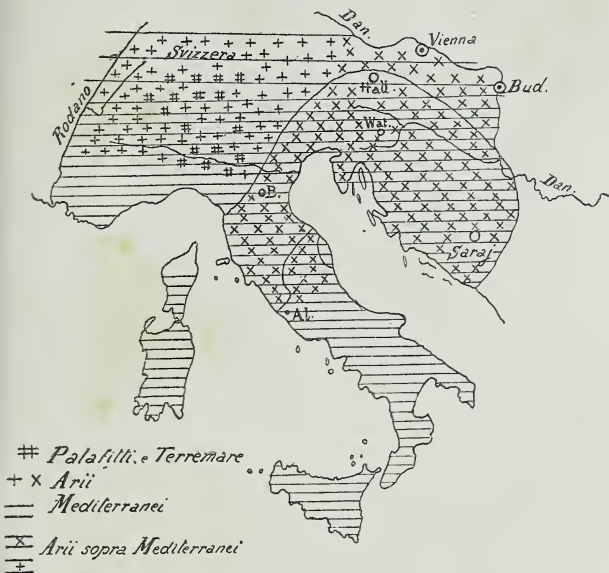 Dan.
Vienna
Svizzera
Hall.
Bud.
Rodano
Wat.
Dan.
B.
Saraj.
Al.
Palafitti e Terremare
Arii
Mediterranei
Arii sopra Mediterranei